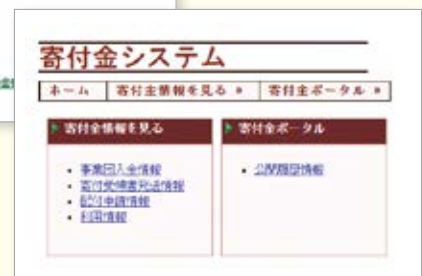 寄付金システム
ホーム 寄付金情報を見る » 寄付金ポータル »
寄付金情報を見る
事業団入金情報
寄付受領書発送情報
配付申請情報
利用情報
寄付金ポータル
公開履歴情報